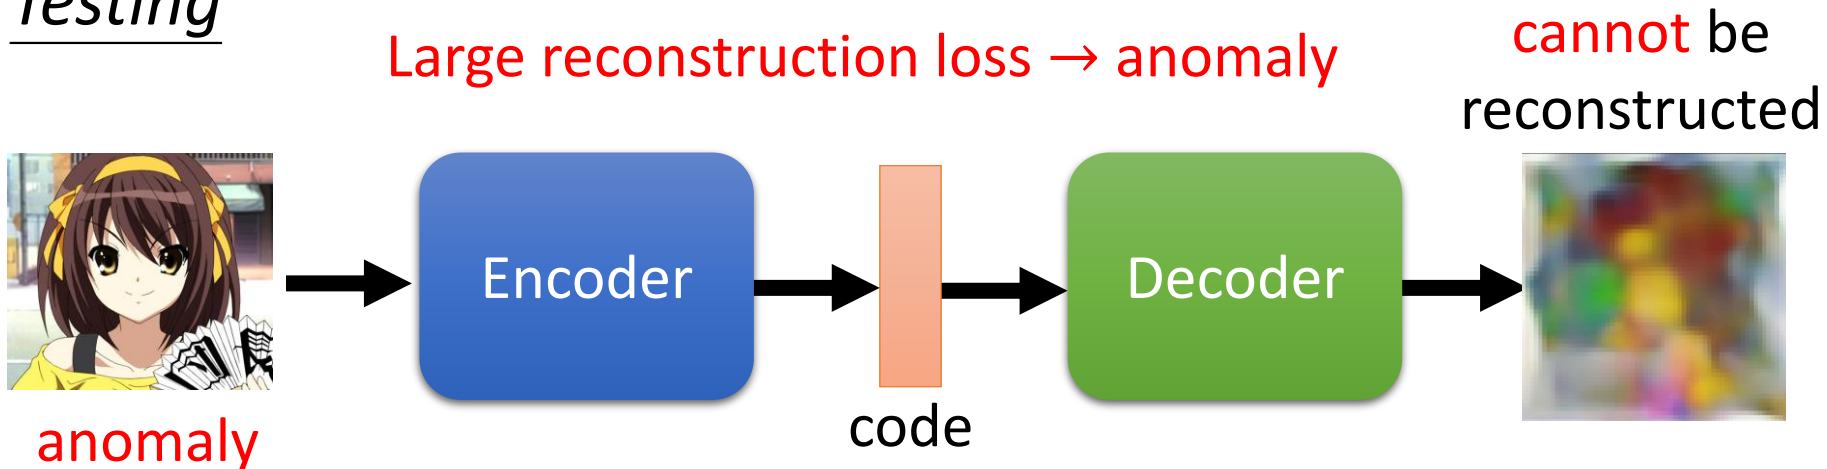 Testing
Large reconstruction loss → anomaly
cannot be
reconstructed
Encoder
Decoder
code
anomaly